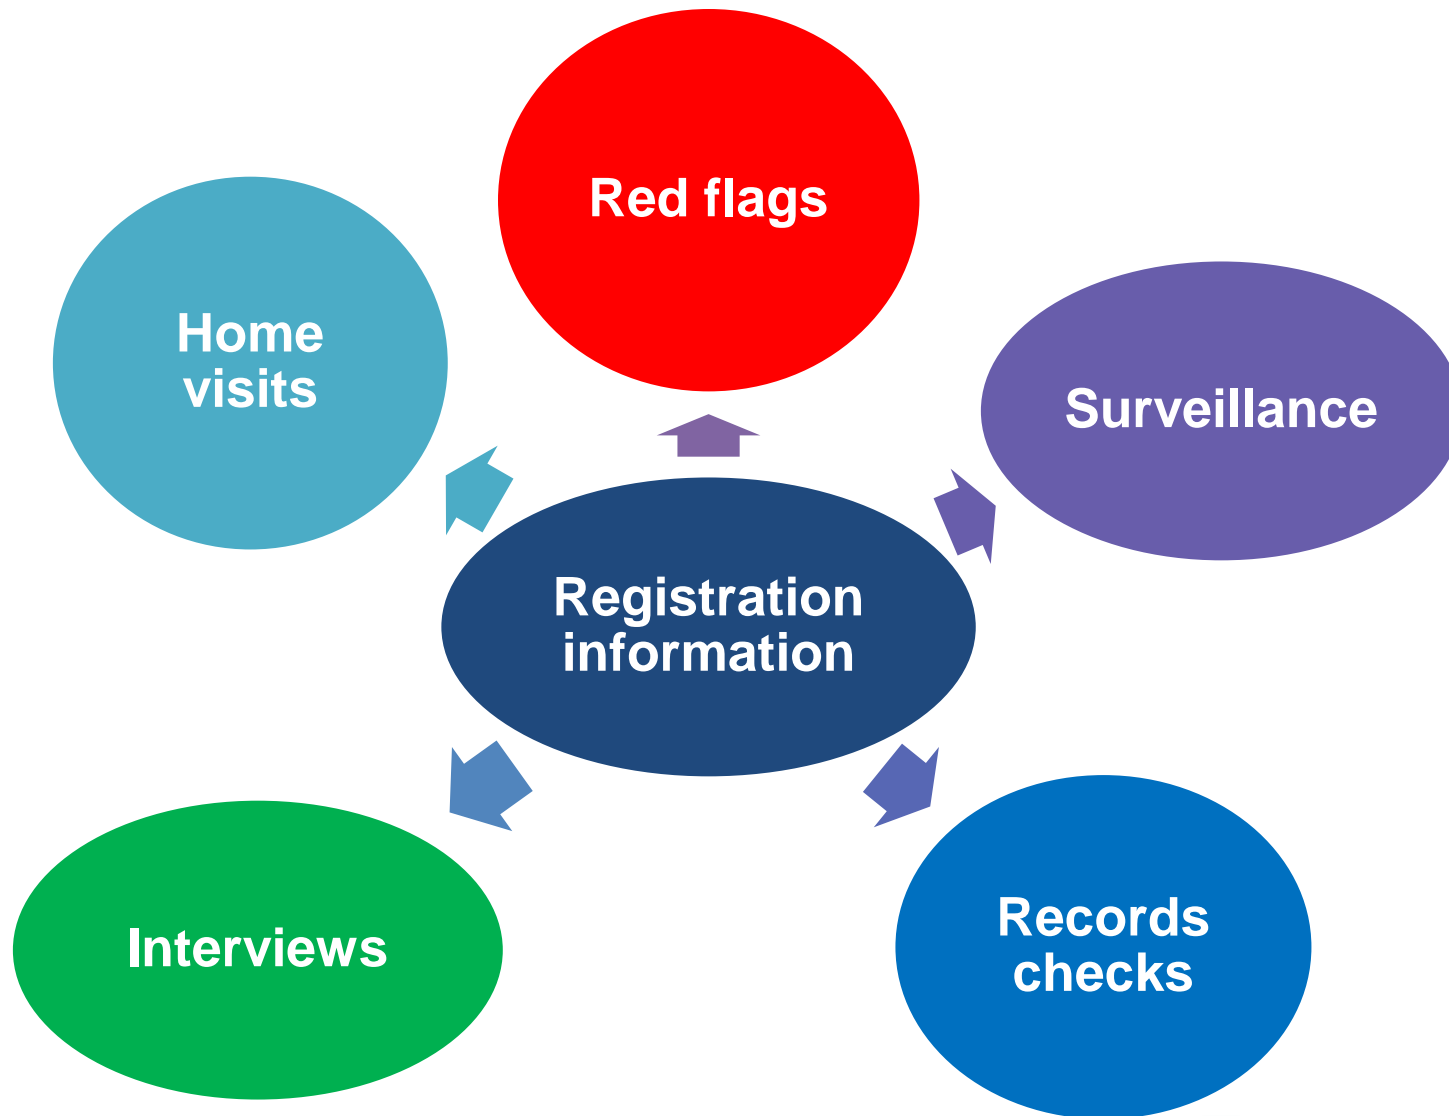 Red flags
Home
visits
Surveillance
Registration
information
Interviews
Records
checks